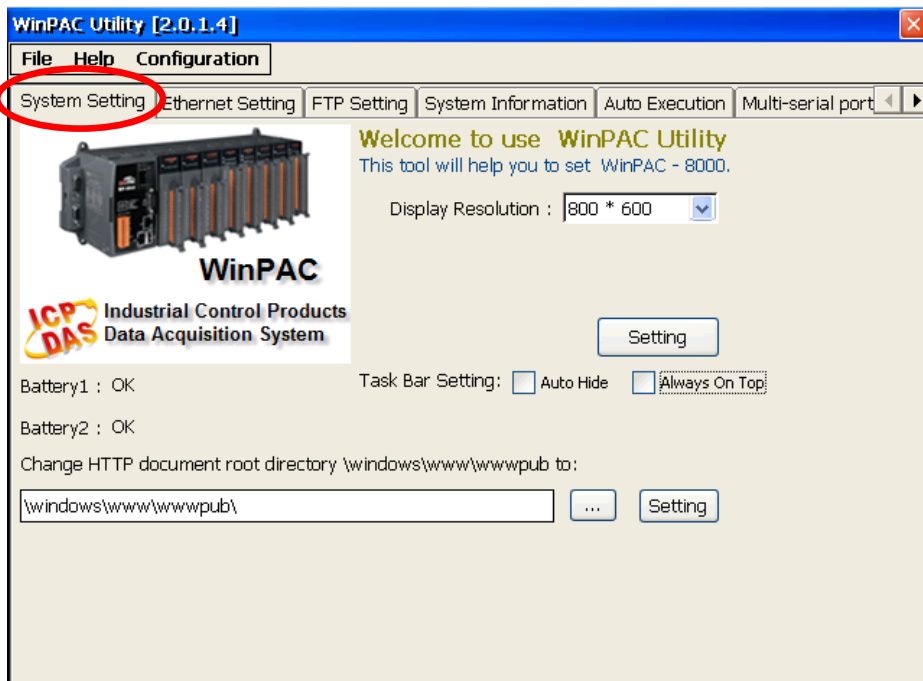 WinPAC Utility [2.0.1.4]
File Help Configuration
System Setting Ethernet Setting FTP Setting System Information Auto Execution Multi-serial port
Welcome to use WinPAC Utility
This tool will help you to set WinPAC - 8000.
Display Resolution : 800 * 600
WinPAC
ICP DAS
Industrial Control Products
Data Acquisition System
Setting
Task Bar Setting: Auto Hide Always On Top
Battery1 : OK
Battery2 : OK
Change HTTP document root directory \windows\www\wwwpub to:
\windows\www\wwwpub\ ... Setting